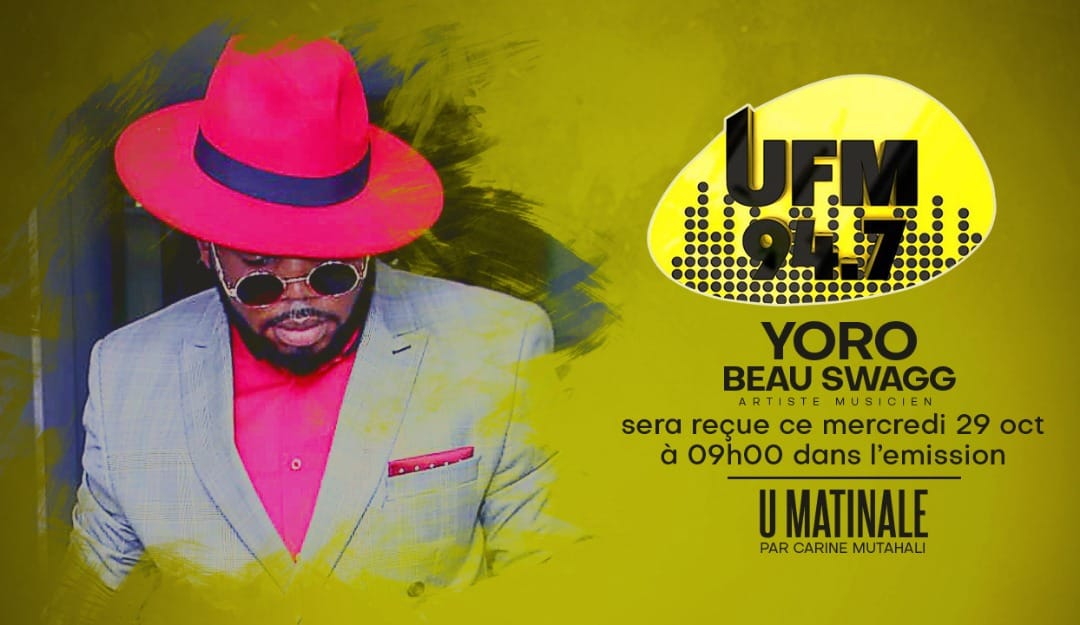 UFM
94.7
YORO
BEAU SWAGG
ARTISTE MUSICIEN
sera reçue ce mercredi 29 oct
à 09h00 dans l'emission
U MATINALE
PAR CARINE MUTAHALI